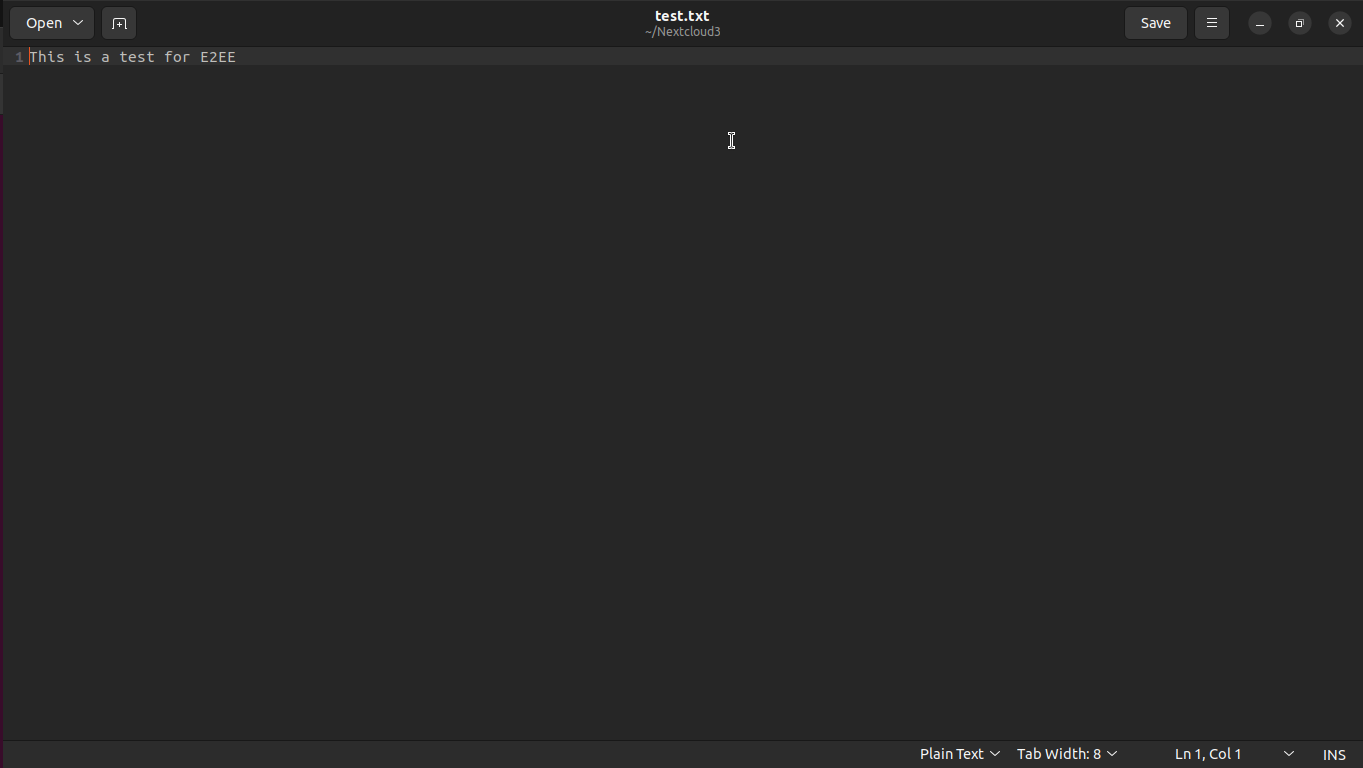 Open
test.txt
~/Nextcloud3
Save
1 This is a test for E2EE
Plain Text Tab Width: 8 Ln 1, Col 1 INS